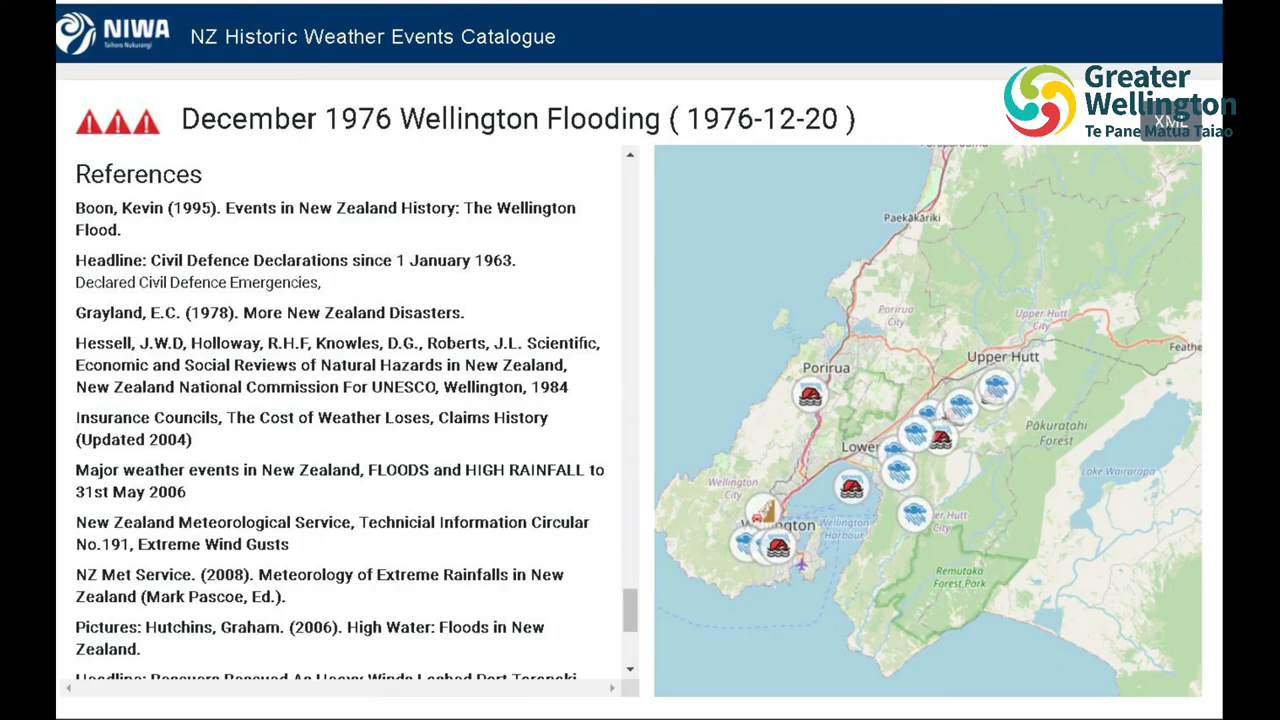 NIWA
Taihoro Nukurangi
NZ Historic Weather Events Catalogue
Greater
Wellington
Te Pane Matua Taiao
XML
December 1976 Wellington Flooding ( 1976-12-20 )
References
Boon, Kevin (1995). Events in New Zealand History: The Wellington
Flood.
Headline: Civil Defence Declarations since 1 January 1963.
Declared Civil Defence Emergencies,
Grayland, E.C. (1978). More New Zealand Disasters.
Hessell, J.W.D, Holloway, R.H.F, Knowles, D.G., Roberts, J.L. Scientific,
Economic and Social Reviews of Natural Hazards in New Zealand,
New Zealand National Commission For UNESCO, Wellington, 1984
Insurance Councils, The Cost of Weather Loses, Claims History
(Updated 2004)
Major weather events in New Zealand, FLOODS and HIGH RAINFALL to
31st May 2006
New Zealand Meteorological Service, Technicial Information Circular
No.191, Extreme Wind Gusts
NZ Met Service. (2008). Meteorology of Extreme Rainfalls in New
Zealand (Mark Pascoe, Ed.).
Pictures: Hutchins, Graham. (2006). High Water: Floods in New
Zealand.
Paekākāriki
Porirua
City
Upper Hutt
City
Upper Hutt
Feathe
Porirua
Pākuratahi
Forest
Lower
Lake Wairarapa
Wellington
City
Wellington
Harbour
City
Remutaka
Forest Park